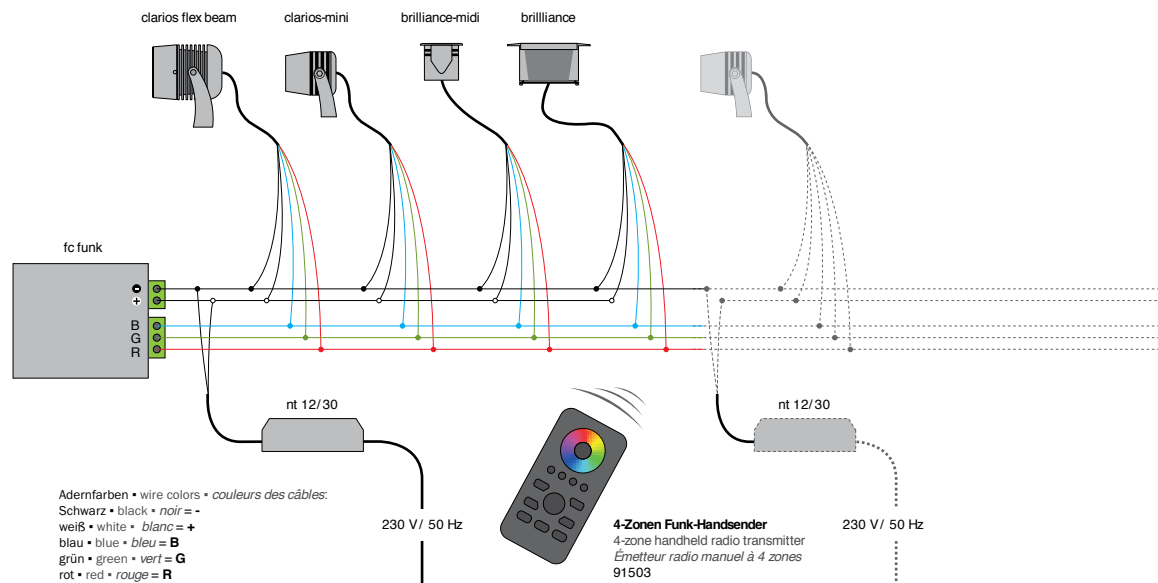 clarios flex beam
clarios-mini
brilliance-midi
brillliance
fc funk
-
+
B
G
R
nt 12/30
nt 12/30
Adernfarben ▪ wire colors ▪ couleurs des câbles:
Schwarz ▪ black ▪ noir = -
weiß ▪ white ▪ blanc = +
blau ▪ blue ▪ bleu = B
grün ▪ green ▪ vert = G
rot ▪ red ▪ rouge = R
230 V / 50 Hz
4-Zonen Funk-Handsender
4-zone handheld radio transmitter
Émetteur radio manuel à 4 zones
91503
230 V / 50 Hz